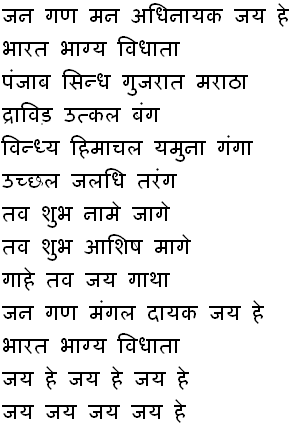 जन गण मन अधिनायक जय हे
भारत भाग्य विधाता
पंजाब सिन्ध गुजरात मराठा
द्राविड़ उत्कल बंग
विन्ध्य हिमाचल यमुना गंगा
उच्छल जलधि तरंग
तव शुभ नामे जागे
तव शुभ आशिष मागे
गाहे तव जय गाथा
जन गण मंगल दायक जय हे
भारत भाग्य विधाता
जय हे जय हे जय हे
जय जय जय जय हे